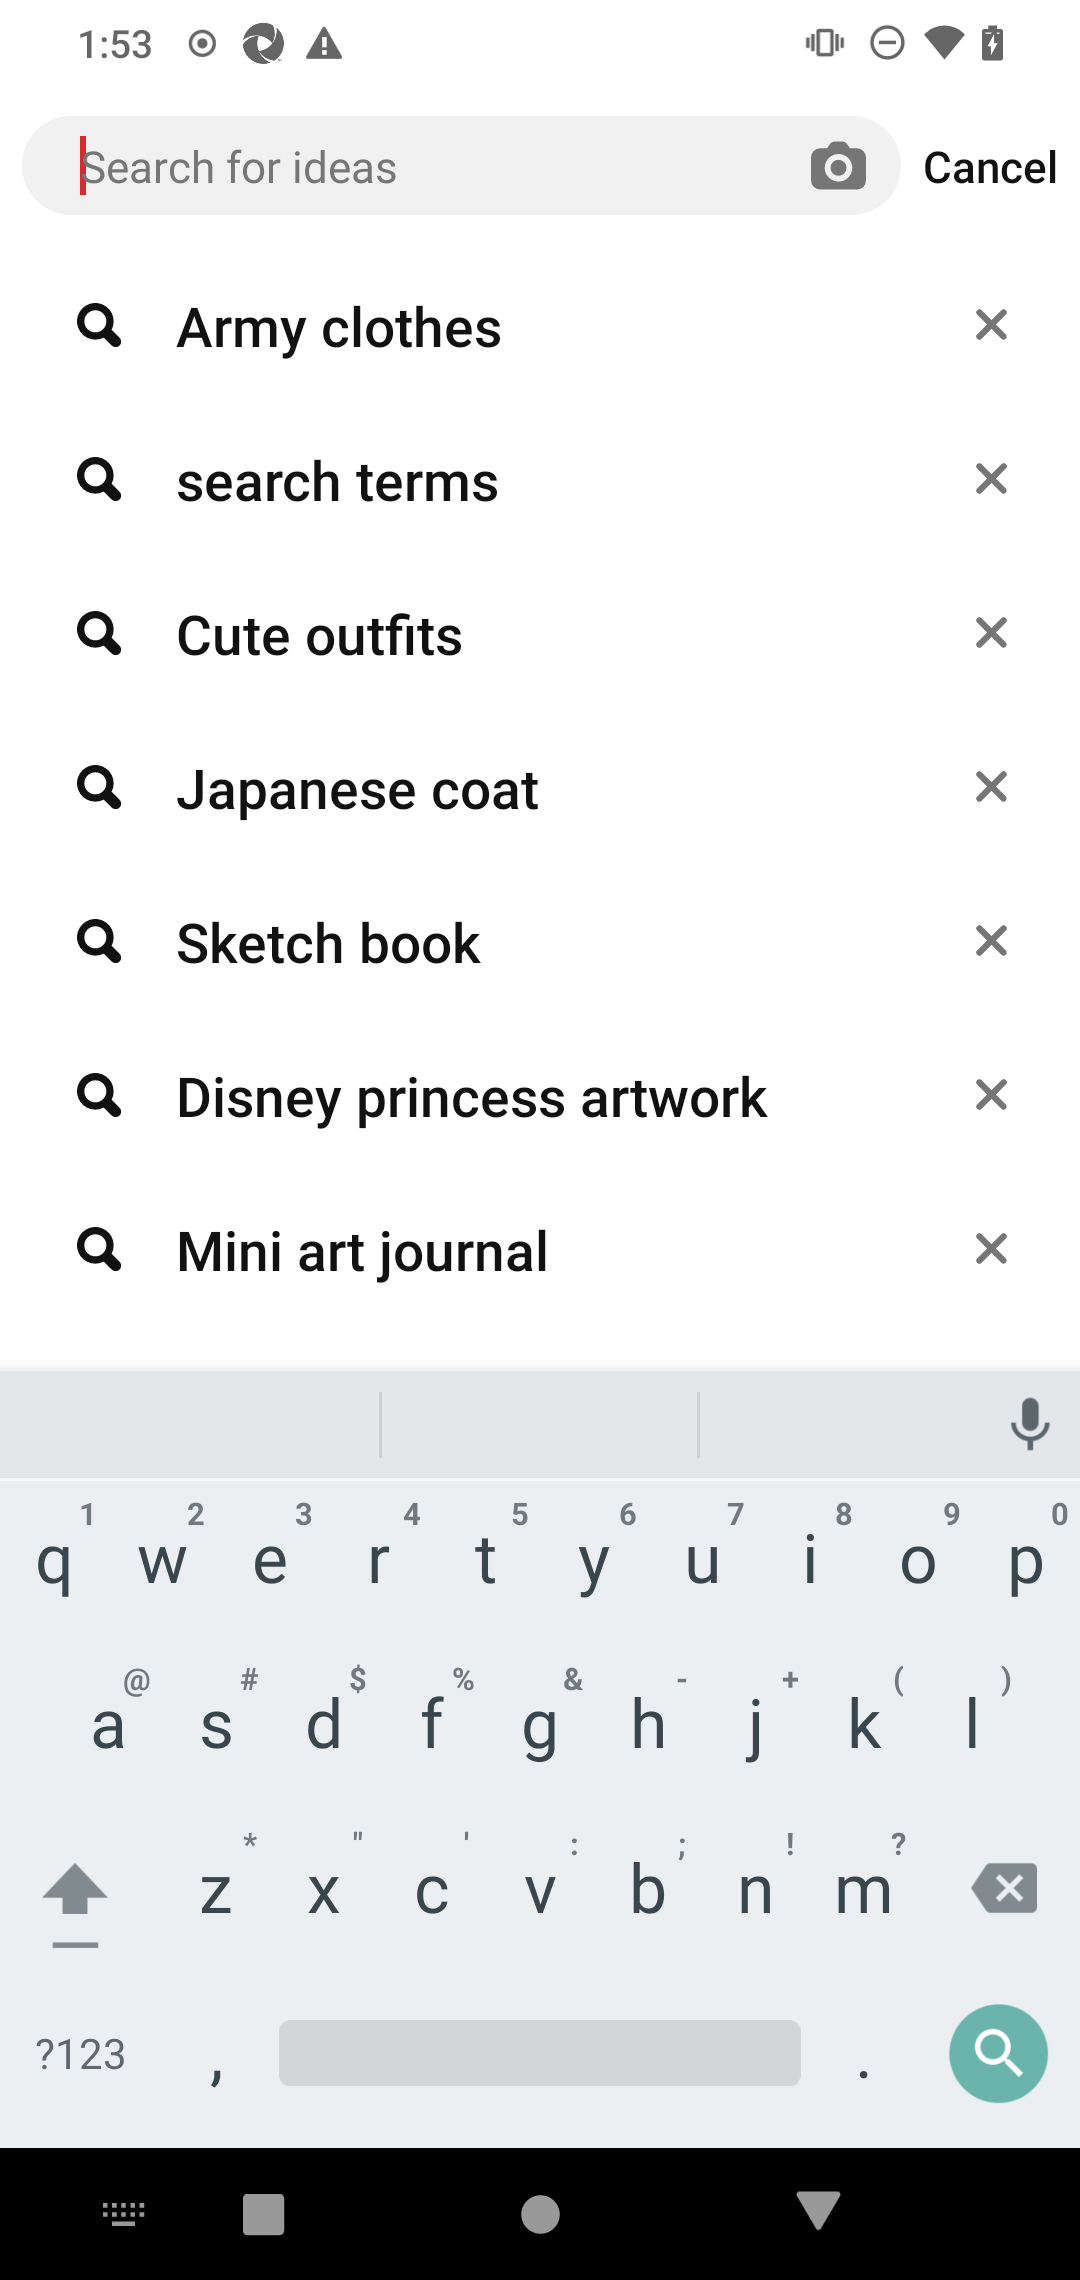 1:53
Search for ideas
Cancel
Army clothes
search terms
Cute outfits
Japanese coat
Sketch book
Disney princess artwork
Mini art journal
1 2 3 4 5 6 7 8 9 0
q w e r t y u i o p
@ # $ % & - + ( )
a s d f g h j k l
* " ' : ; ! ?
z x c v b n m
?123 , .